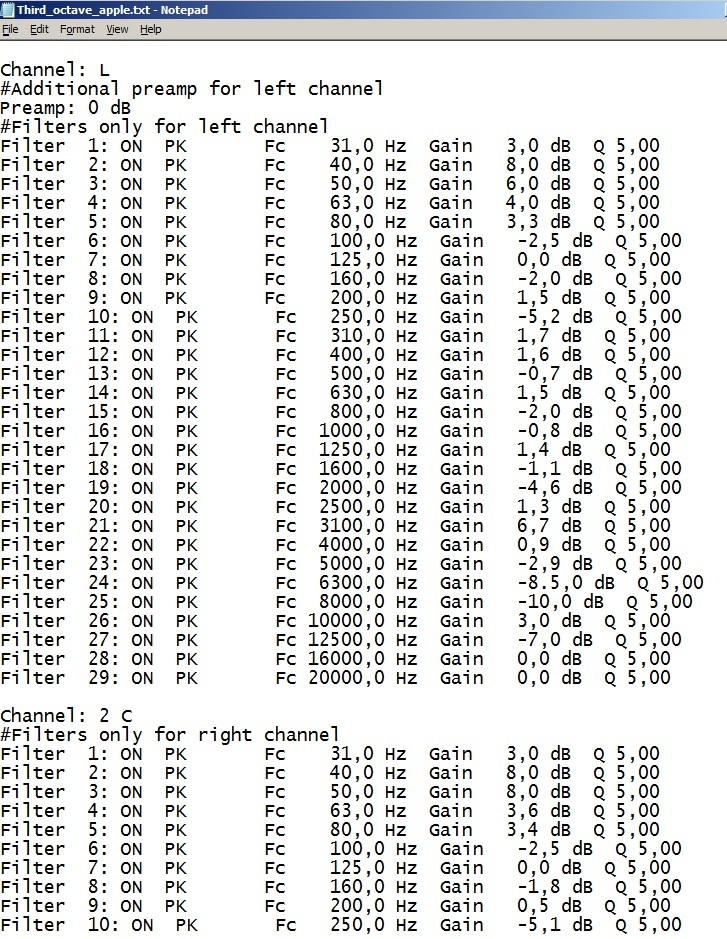 Third_octave_apple.txt - Notepad
File Edit Format View Help
Channel: L
#Additional preamp for left channel
Preamp: 0 dB
#Filters only for left channel
Filter 1: ON PK Fc 31,0 Hz Gain 3,0 dB Q 5,00
Filter 2: ON PK Fc 40,0 Hz Gain 8,0 dB Q 5,00
Filter 3: ON PK Fc 50,0 Hz Gain 6,0 dB Q 5,00
Filter 4: ON PK Fc 63,0 Hz Gain 4,0 dB Q 5,00
Filter 5: ON PK Fc 80,0 Hz Gain 3,3 dB Q 5,00
Filter 6: ON PK Fc 100,0 Hz Gain -2,5 dB Q 5,00
Filter 7: ON PK Fc 125,0 Hz Gain 0,0 dB Q 5,00
Filter 8: ON PK Fc 160,0 Hz Gain -2,0 dB Q 5,00
Filter 9: ON PK Fc 200,0 Hz Gain 1,5 dB Q 5,00
Filter 10: ON PK Fc 250,0 Hz Gain -5,2 dB Q 5,00
Filter 11: ON PK Fc 310,0 Hz Gain 1,7 dB Q 5,00
Filter 12: ON PK Fc 400,0 Hz Gain 1,6 dB Q 5,00
Filter 13: ON PK Fc 500,0 Hz Gain -0,7 dB Q 5,00
Filter 14: ON PK Fc 630,0 Hz Gain 1,5 dB Q 5,00
Filter 15: ON PK Fc 800,0 Hz Gain -2,0 dB Q 5,00
Filter 16: ON PK Fc 1000,0 Hz Gain -0,8 dB Q 5,00
Filter 17: ON PK Fc 1250,0 Hz Gain 1,4 dB Q 5,00
Filter 18: ON PK Fc 1600,0 Hz Gain -1,1 dB Q 5,00
Filter 19: ON PK Fc 2000,0 Hz Gain -4,6 dB Q 5,00
Filter 20: ON PK Fc 2500,0 Hz Gain 1,3 dB Q 5,00
Filter 21: ON PK Fc 3100,0 Hz Gain 6,7 dB Q 5,00
Filter 22: ON PK Fc 4000,0 Hz Gain 0,9 dB Q 5,00
Filter 23: ON PK Fc 5000,0 Hz Gain -2,9 dB Q 5,00
Filter 24: ON PK Fc 6300,0 Hz Gain -8.5,0 dB Q 5,00
Filter 25: ON PK Fc 8000,0 Hz Gain -10,0 dB Q 5,00
Filter 26: ON PK Fc 10000,0 Hz Gain 3,0 dB Q 5,00
Filter 27: ON PK Fc 12500,0 Hz Gain -7,0 dB Q 5,00
Filter 28: ON PK Fc 16000,0 Hz Gain 0,0 dB Q 5,00
Filter 29: ON PK Fc 20000,0 Hz Gain 0,0 dB Q 5,00
Channel: 2 C
#Filters only for right channel
Filter 1: ON PK Fc 31,0 Hz Gain 3,0 dB Q 5,00
Filter 2: ON PK Fc 40,0 Hz Gain 8,0 dB Q 5,00
Filter 3: ON PK Fc 50,0 Hz Gain 8,0 dB Q 5,00
Filter 4: ON PK Fc 63,0 Hz Gain 3,6 dB Q 5,00
Filter 5: ON PK Fc 80,0 Hz Gain 3,4 dB Q 5,00
Filter 6: ON PK Fc 100,0 Hz Gain -2,5 dB Q 5,00
Filter 7: ON PK Fc 125,0 Hz Gain 0,0 dB Q 5,00
Filter 8: ON PK Fc 160,0 Hz Gain -1,8 dB Q 5,00
Filter 9: ON PK Fc 200,0 Hz Gain 0,5 dB Q 5,00
Filter 10: ON PK Fc 250,0 Hz Gain -5,1 dB Q 5,00